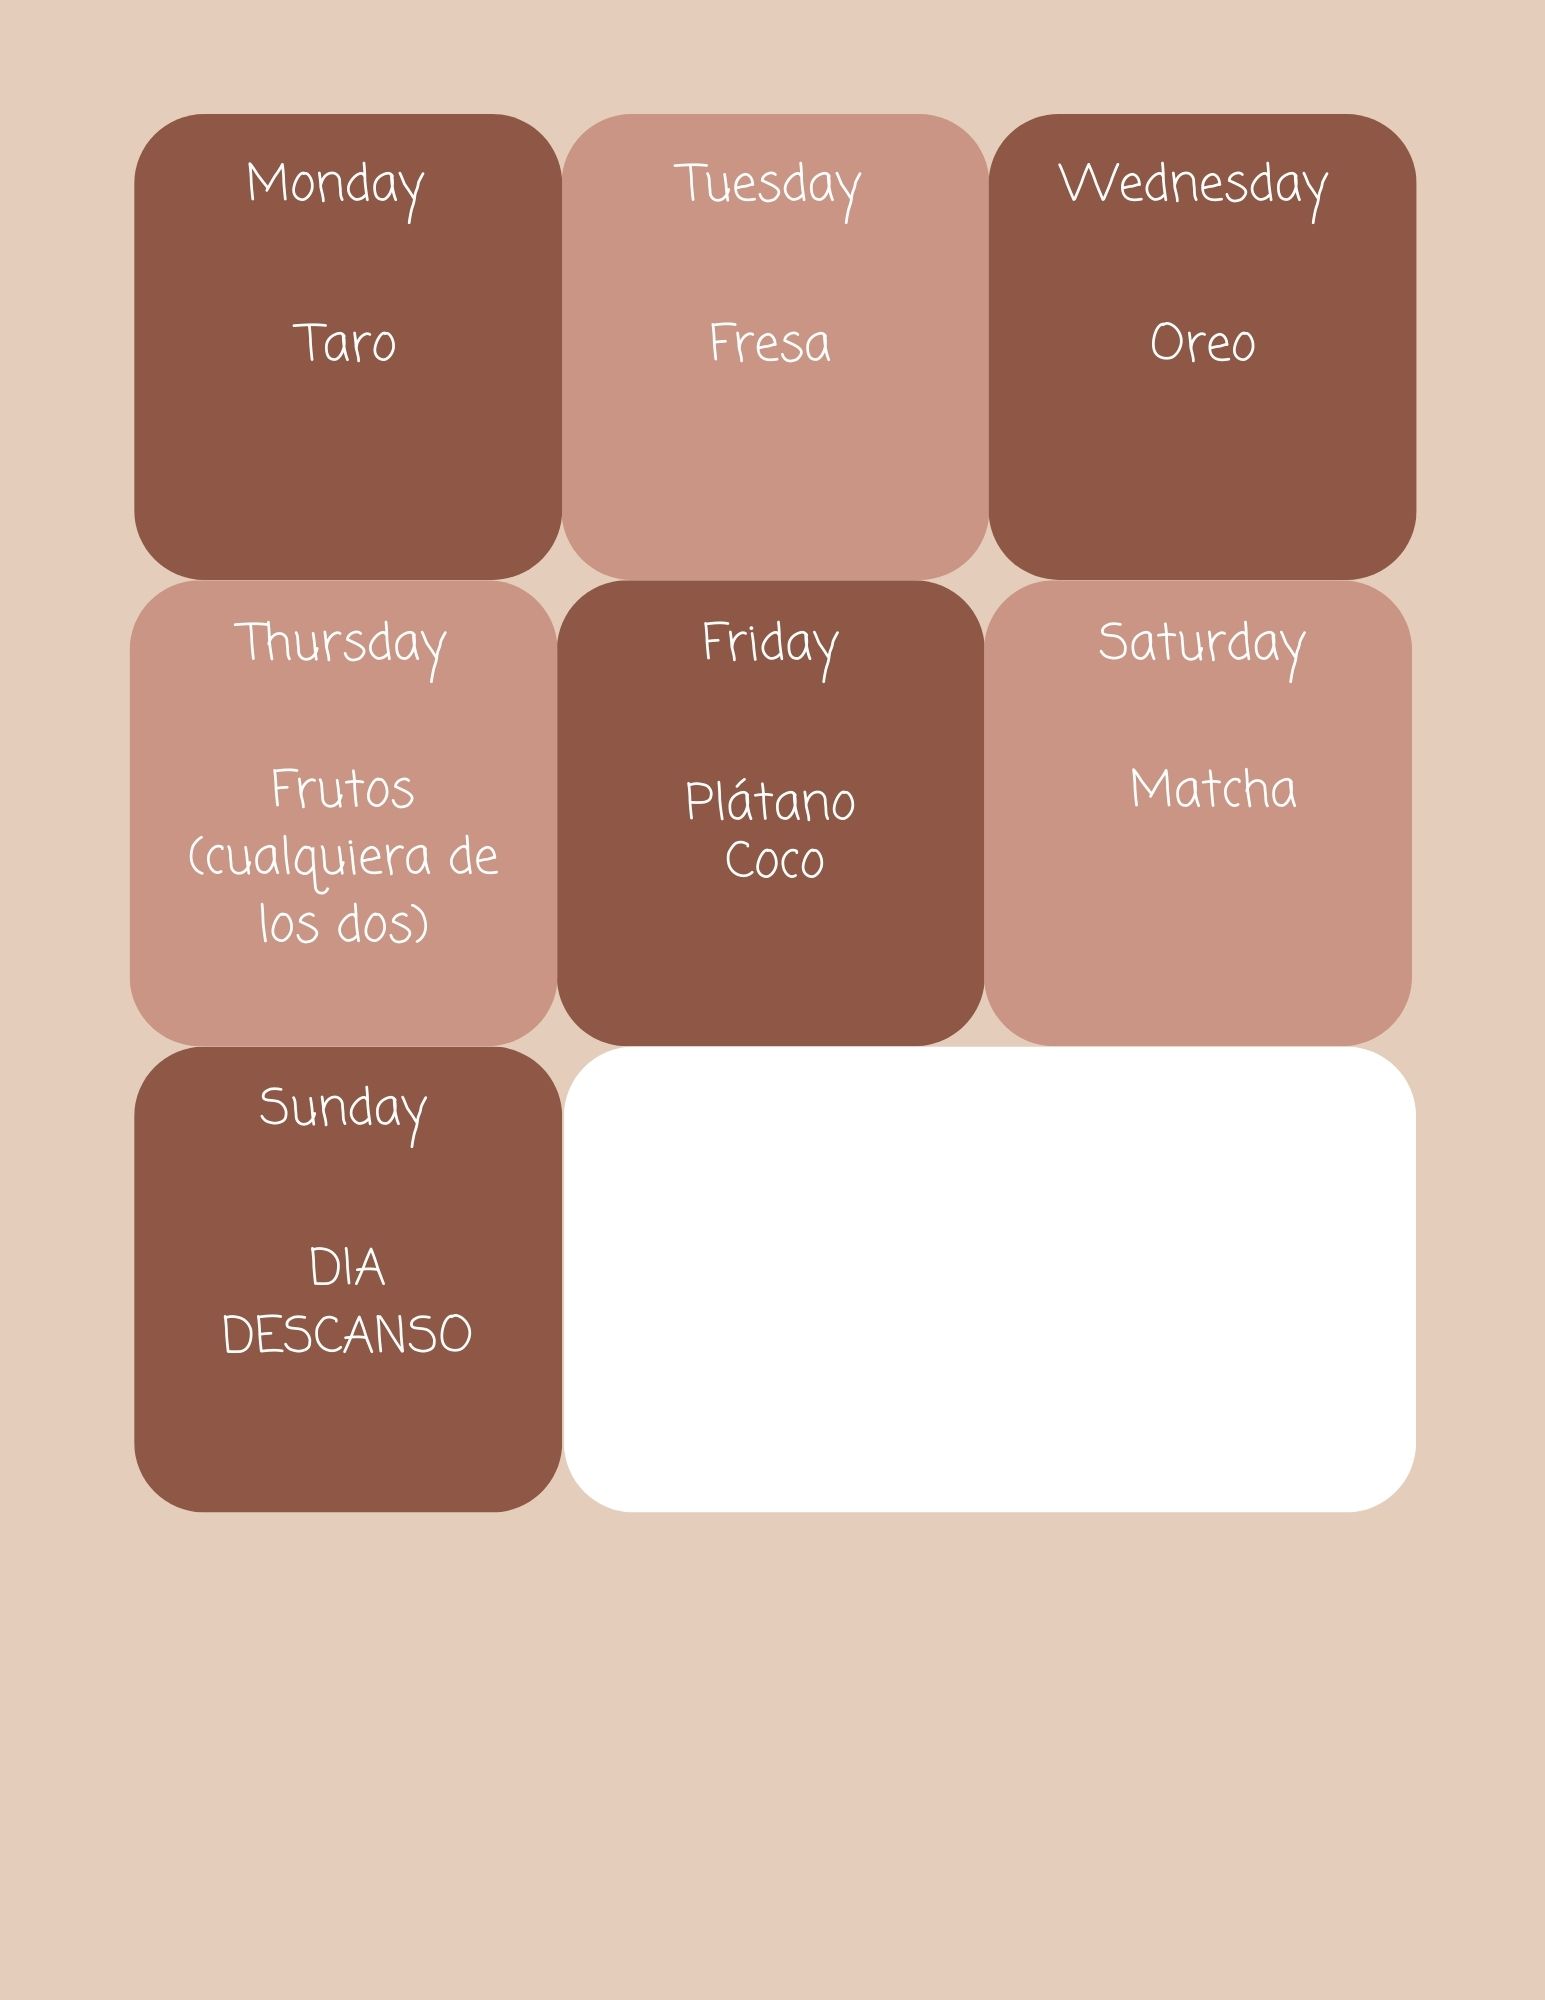 Monday
Taro
Tuesday
Fresa
Wednesday
Oreo
Thursday
Frutos
(cualquiera de
los dos)
Friday
Plátano
Coco
Saturday
Matcha
Sunday
DIA
DESCANSO